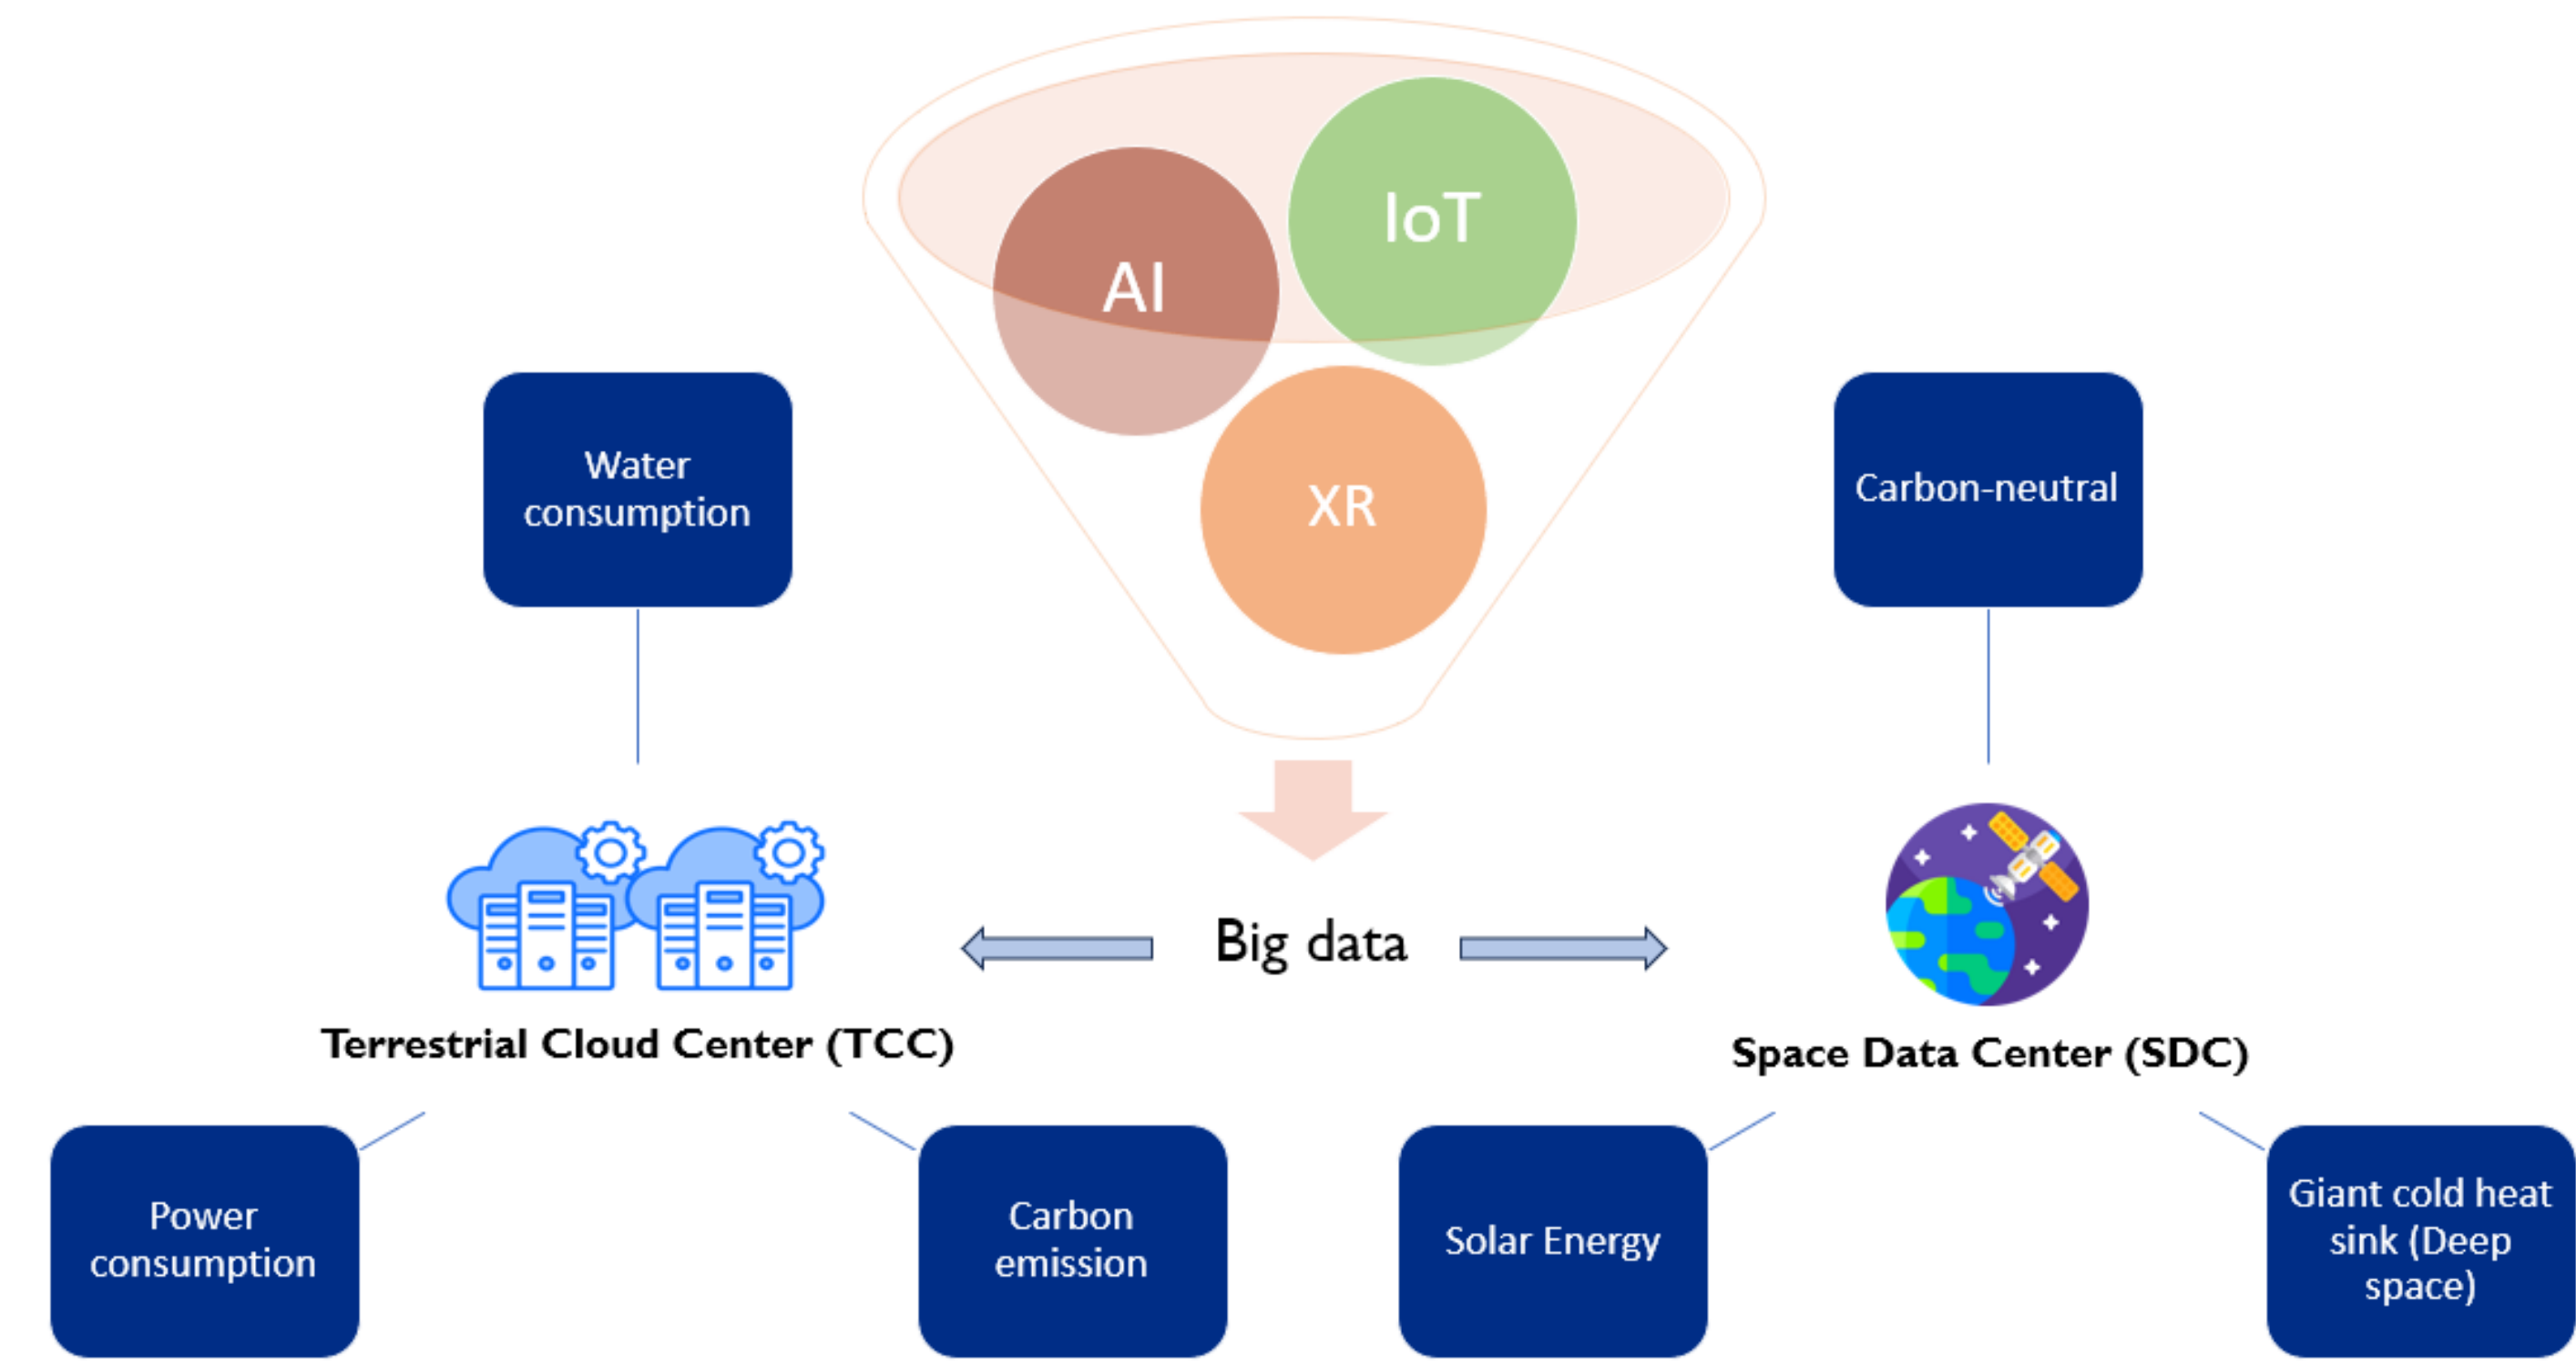 IoT
AI
XR
Water
consumption
Carbon-neutral
Big data
Terrestrial Cloud Center (TCC)
Space Data Center (SDC)
Power
consumption
Carbon
emission
Solar Energy
Giant cold heat
sink (Deep
space)